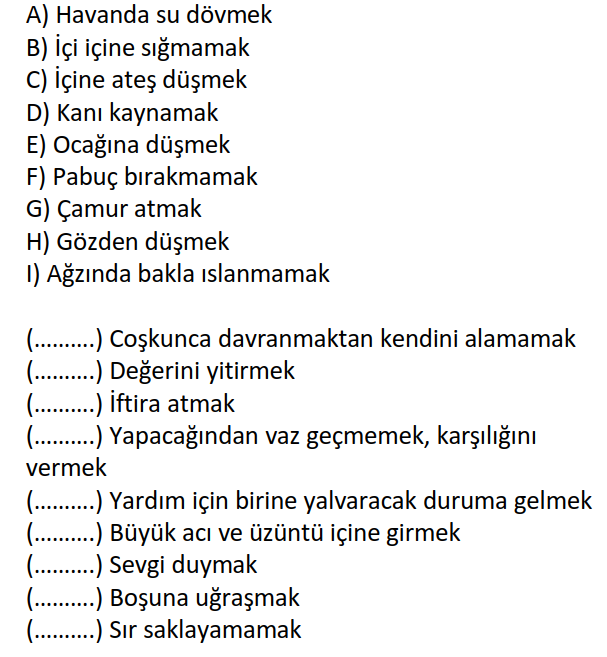 A) Havanda su dövmek
B) İçi içine sığmamak
C) İçine ateş düşmek
D) Kanı kaynamak
E) Ocağına düşmek
F) Pabuç bırakmamak
G) Çamur atmak
H) Gözden düşmek
I) Ağzında bakla ıslanmamak
(..........) Coşkunca davranmaktan kendini alamamak
(..........) Değerini yitirmek
(..........) İftira atmak
(..........) Yapacağından vaz geçmemek, karşılığını
vermek
(..........) Yardım için birine yalvaracak duruma gelmek
(..........) Büyük acı ve üzüntü içine girmek
(..........) Sevgi duymak
(..........) Boşuna uğraşmak
(..........) Sır saklayamamak